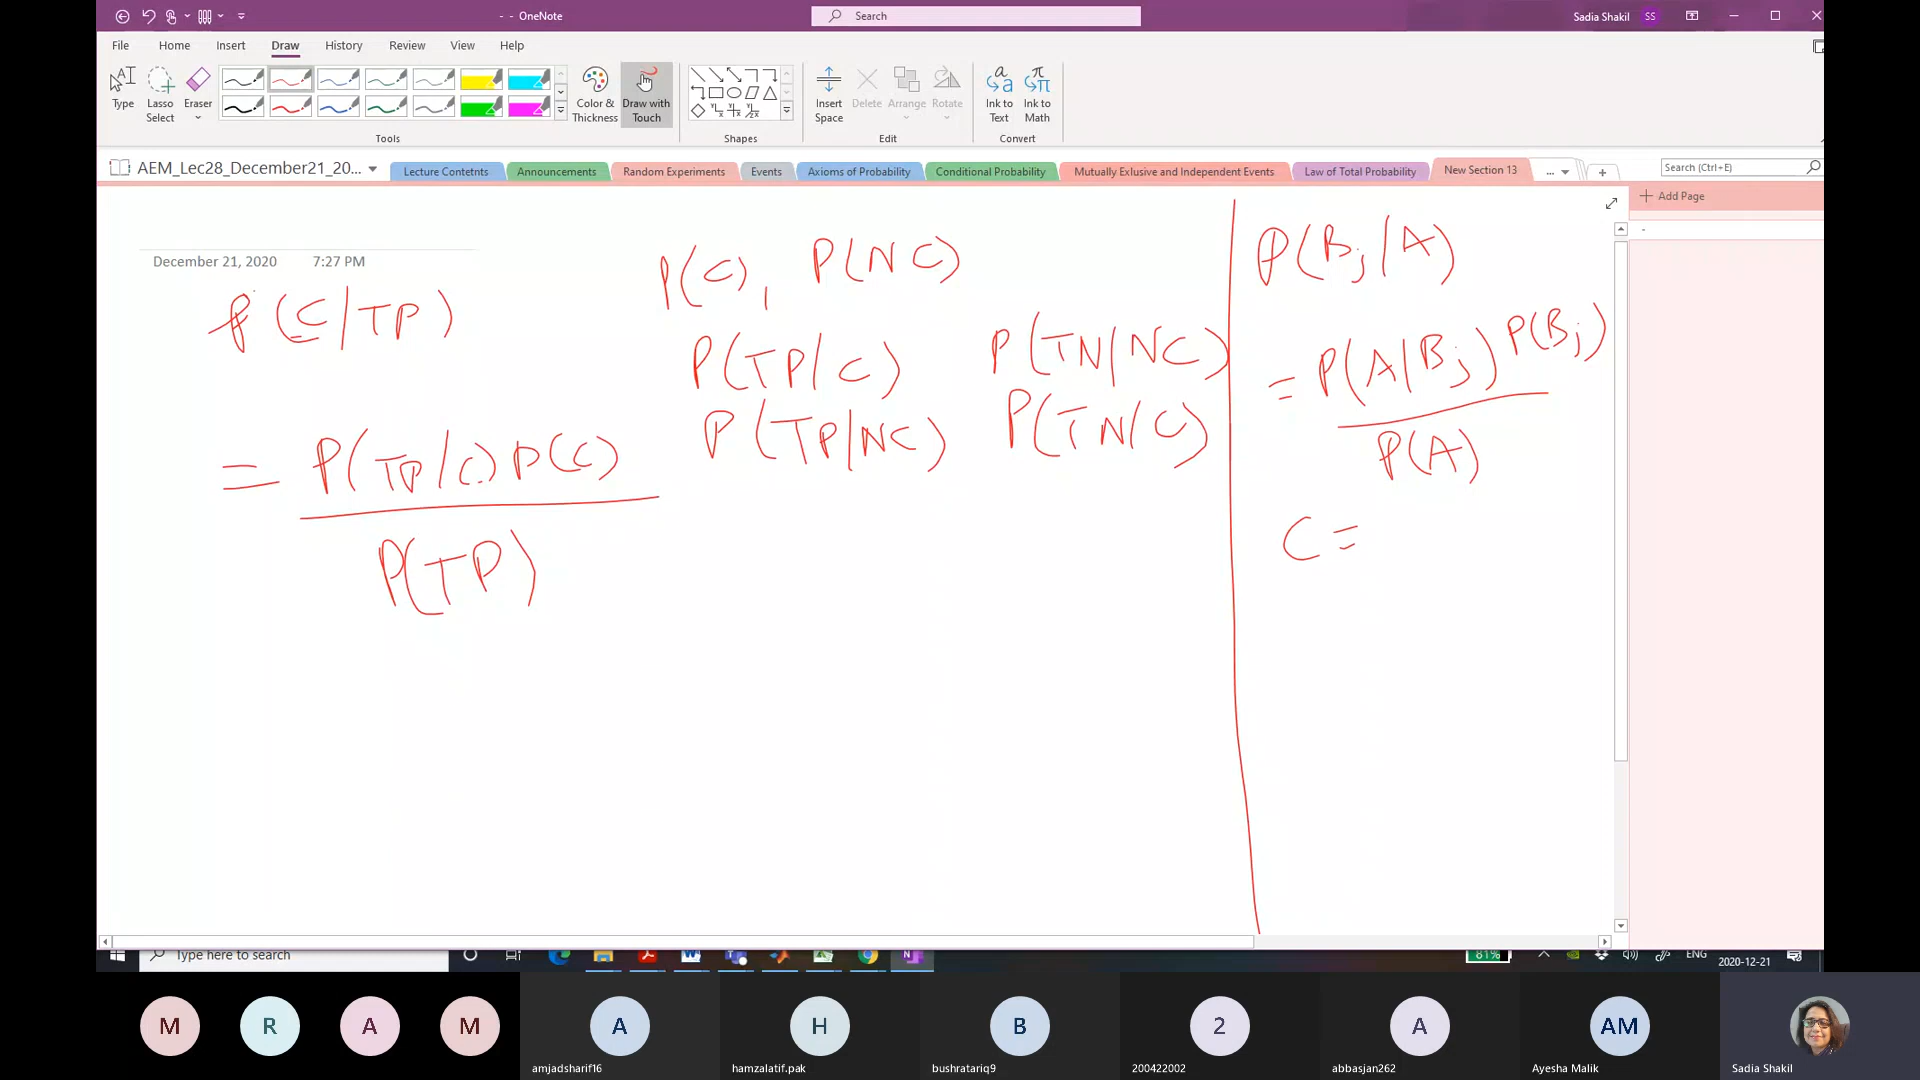 - - OneNote
Search
Sadia Shakil SS
File Home Insert Draw History Review View Help
Type Lasso Select Eraser Color & Thickness Draw with Touch Insert Space Delete Arrange Rotate Ink to Text Ink to Math
Tools Shapes Edit Convert
AEM_Lec28_December21_20... Lecture Contetnts Announcements Random Experiments Events Axioms of Probability Conditional Probability Mutually Exlusive and Independent Events Law of Total Probability New Section 13 ... Search (Ctrl+E)
Add Page
December 21, 2020 7:27 PM
P(C/TP)
= P(TP/C) P(C)
P(TP)
P(C), P(NC)
P(TP/C) P(TN/NC)
P(TP/NC) P(TN/C)
P(Bj/A)
= P(A/Bj) P(Bj)
P(A)
C =
Type here to search
81% ENG 2020-12-21
M R A M A H B 2 A AM
amjadsharif16 hamzalatif.pak bushratariq9 200422002 abbasjan262 Ayesha Malik Sadia Shakil